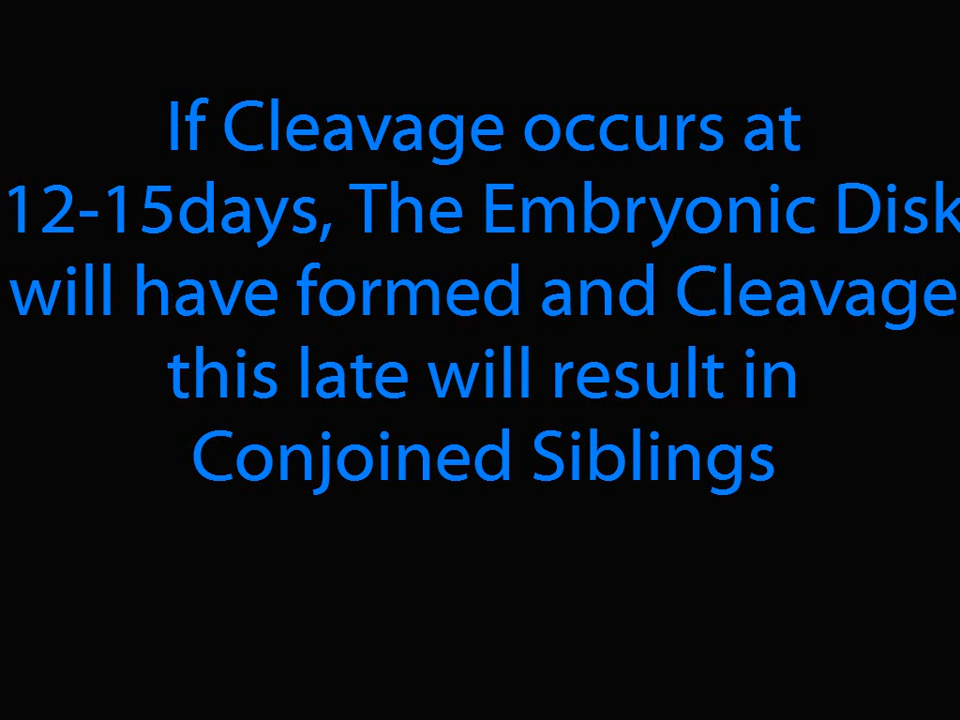 If Cleavage occurs at
12-15days, The Embryonic Disk
will have formed and Cleavage
this late will result in
Conjoined Siblings